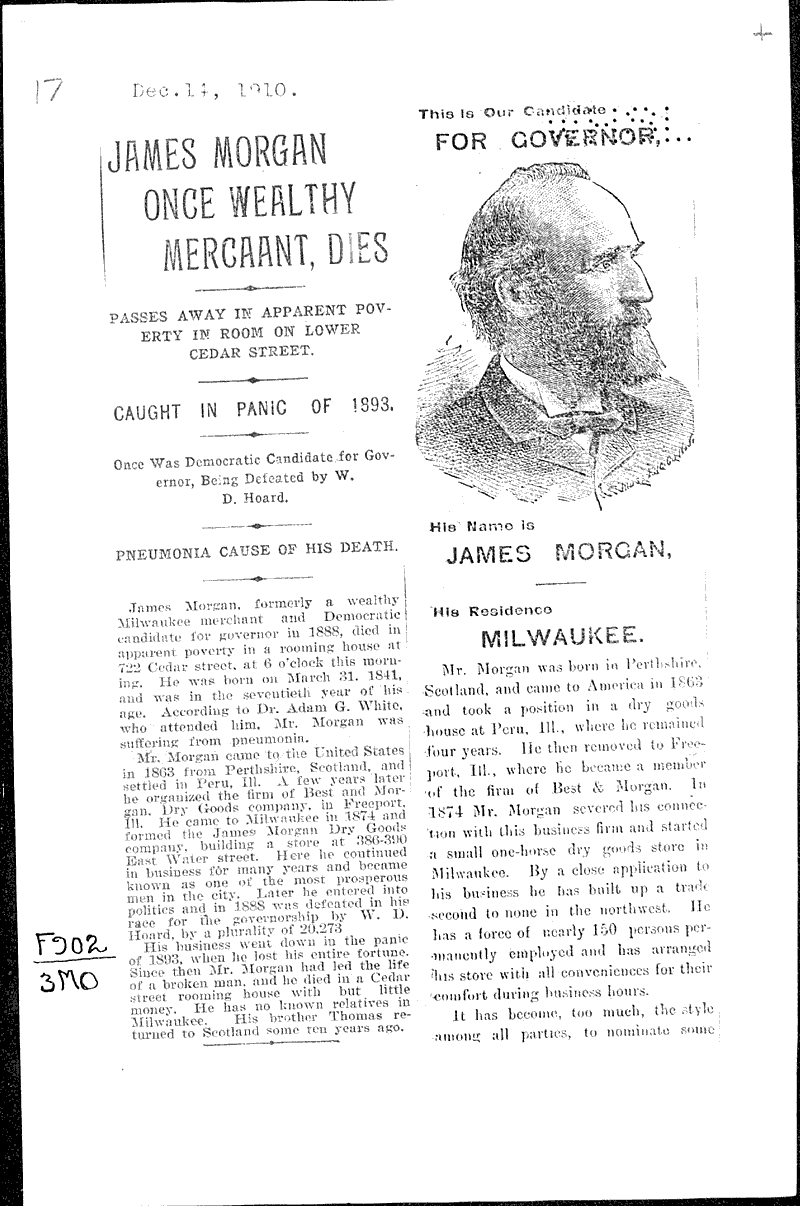 17
Dec. 14, 1910.
JAMES MORGAN
ONCE WEALTHY
MERCHANT, DIES
PASSES AWAY IN APPARENT POV-
ERTY IN ROOM ON LOWER
CEDAR STREET.
CAUGHT IN PANIC OF 1893.
Once Was Democratic Candidate for Gov-
ernor, Being Defeated by W.
D. Hoard.
PNEUMONIA CAUSE OF HIS DEATH.
James Morgan, formerly a wealthy
Milwaukee merchant and Democratic
candidate for governor in 1888, died in
apparent poverty in a rooming house at
722 Cedar street, at 6 o'clock this morn-
ing. He was born on March 31, 1841,
and was in the seventieth year of his
age. According to Dr. Adam G. White,
who attended him, Mr. Morgan was
suffering from pneumonia.
Mr. Morgan came to the United States
in 1863 from Perthshire, Scotland, and
settled in Peru, Ill. A few years later
he organized the firm of Best and Mor-
gan, Dry Goods company, in Freeport,
Ill. He came to Milwaukee in 1874 and
formed the James Morgan Dry Goods
company, building a store at 386-390
East Water street. Here he continued
in business for many years and became
known as one of the most prosperous
men in the city. Later he entered into
politics and in 1888 was defeated in his
race for the governorship by W. D.
Hoard, by a plurality of 20,273
His business went down in the panic
of 1893, when he lost his entire fortune.
Since then Mr. Morgan had led the life
of a broken man, and he died in a Cedar
street rooming house with but little
money. He has no known relatives in
Milwaukee. His brother Thomas re-
turned to Scotland some ten years ago.
F902
3MO
This Is Our Candidate
FOR GOVERNOR,
His Name is
JAMES MORGAN,
His Residence
MILWAUKEE.
Mr. Morgan was born in Perthshire,
Scotland, and came to America in 1863
and took a position in a dry goods
house at Peru, Ill., where he remained
four years. He then removed to Free-
port, Ill., where he became a member
of the firm of Best & Morgan. In
1874 Mr. Morgan severed his connec-
tion with this business firm and started
a small one-horse dry goods store in
Milwaukee. By a close application to
his business he has built up a trade
second to none in the northwest. He
has a force of nearly 150 persons per-
manently employed and has arranged
his store with all conveniences for their
comfort during business hours.
It has become, too much, the style
among all parties, to nominate some